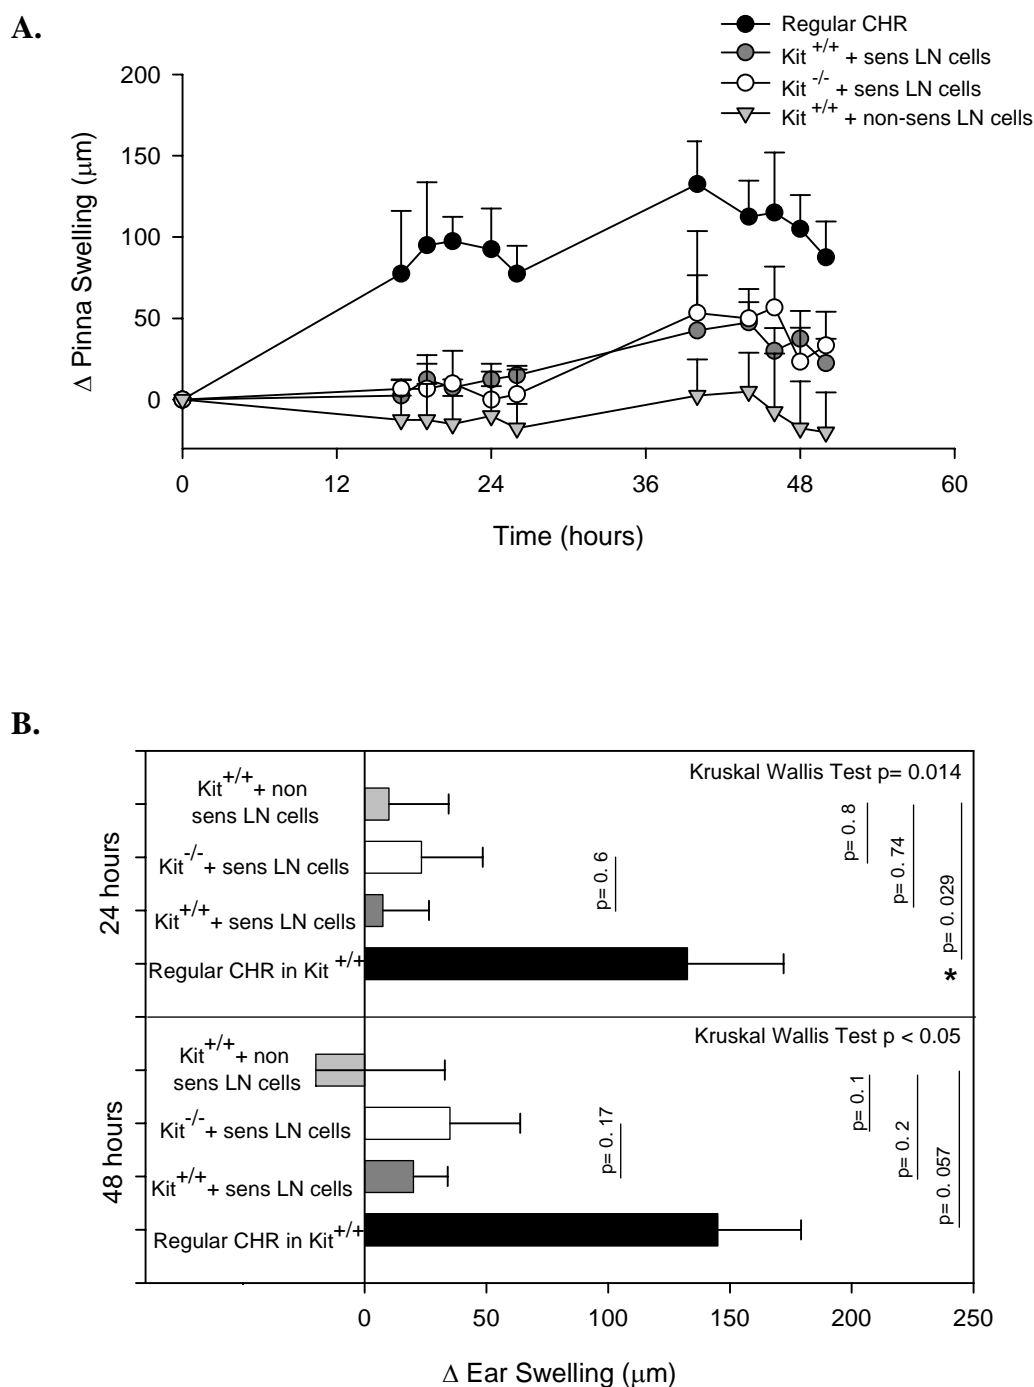 A.
Regular CHR
Kit +/+ + sens LN cells
Kit -/- + sens LN cells
Kit +/+ + non-sens LN cells
200
150
100
50
0
Δ Pinna Swelling (μm)
0 12 24 36 48 60
Time (hours)
B.
24 hours
Kit+/+ + non
sens LN cells
Kit-/- + sens LN cells
Kit+/+ + sens LN cells
Regular CHR in Kit +/+
Kruskal Wallis Test p= 0.014
p= 0. 6
p= 0. 8
p= 0. 74
p= 0. 029
*
48 hours
Kit+/+ + non
sens LN cells
Kit-/- + sens LN cells
Kit+/+ + sens LN cells
Regular CHR in Kit+/+
Kruskal Wallis Test p < 0.05
p= 0. 17
p= 0. 1
p= 0. 2
p= 0. 057
0 50 100 150 200 250
Δ Ear Swelling (μm)